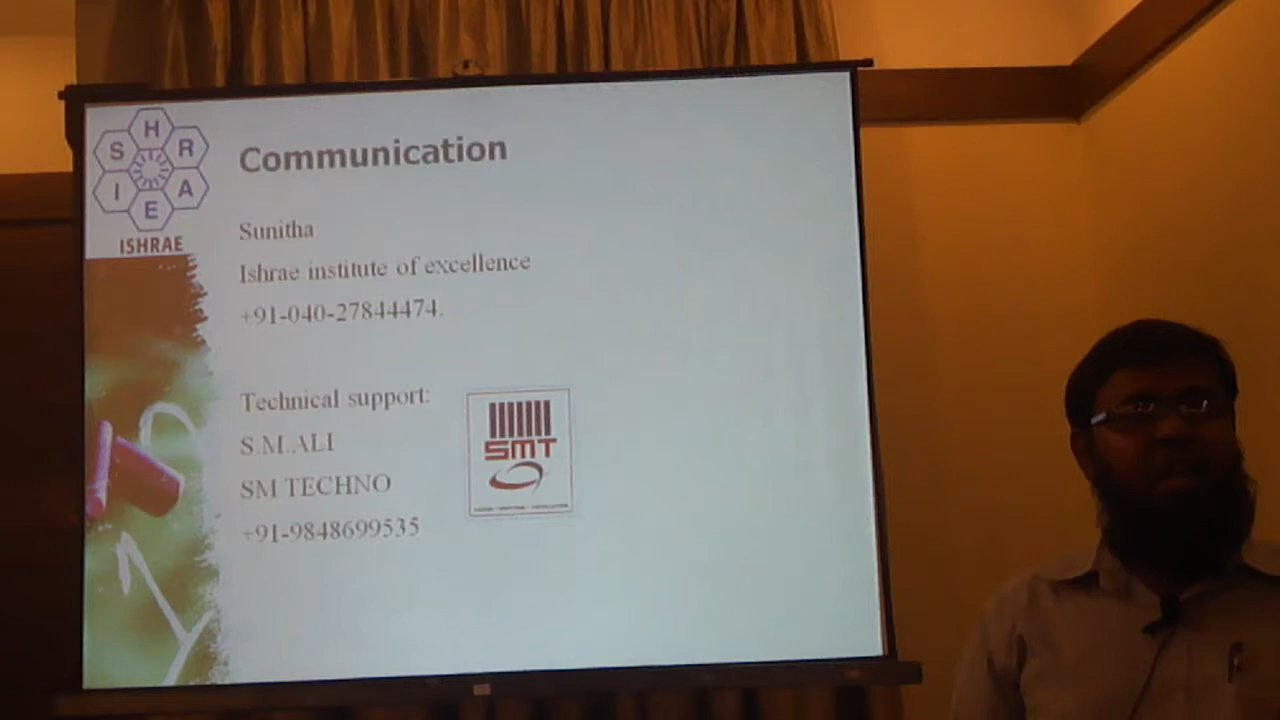 H
S R
I A
E
ISHRAE
Communication
Sunitha
Ishrae institute of excellence
+91-040-27844474.
Technical support:
S.M.ALI
SM TECHNO
+91-9848699535
SMT